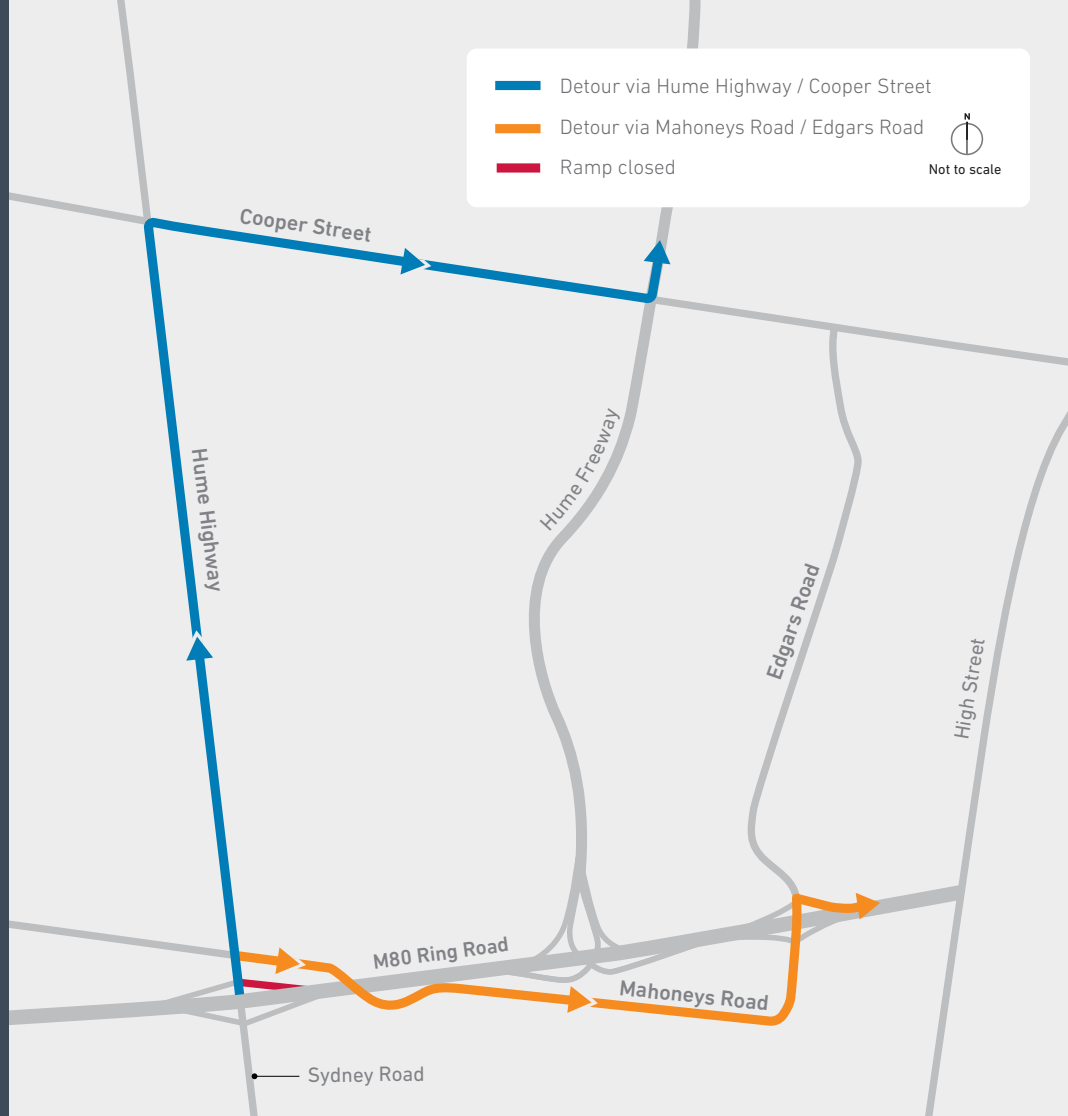 Detour via Hume Highway / Cooper Street
Detour via Mahoneys Road / Edgars Road
Ramp closed
N
Not to scale
Cooper Street
Hume Highway
Hume Freeway
Edgars Road
High Street
M80 Ring Road
Mahoneys Road
Sydney Road